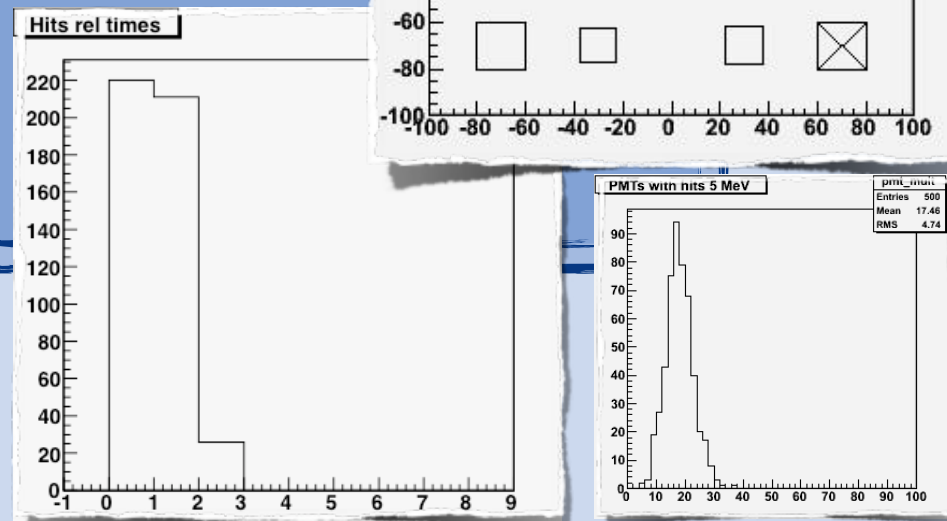 Hits rel times
220
200
180
160
140
120
100
80
60
40
20
0
-1 0 1 2 3 4 5 6 7 8 9
-60
-80
-100
-100 -80 -60 -40 -20 0 20 40 60 80 100
PMTs with hits 5 MeV
pmt_mult
Entries 500
Mean 17.46
RMS 4.74
90
80
70
60
50
40
30
20
10
0
0 10 20 30 40 50 60 70 80 90 100